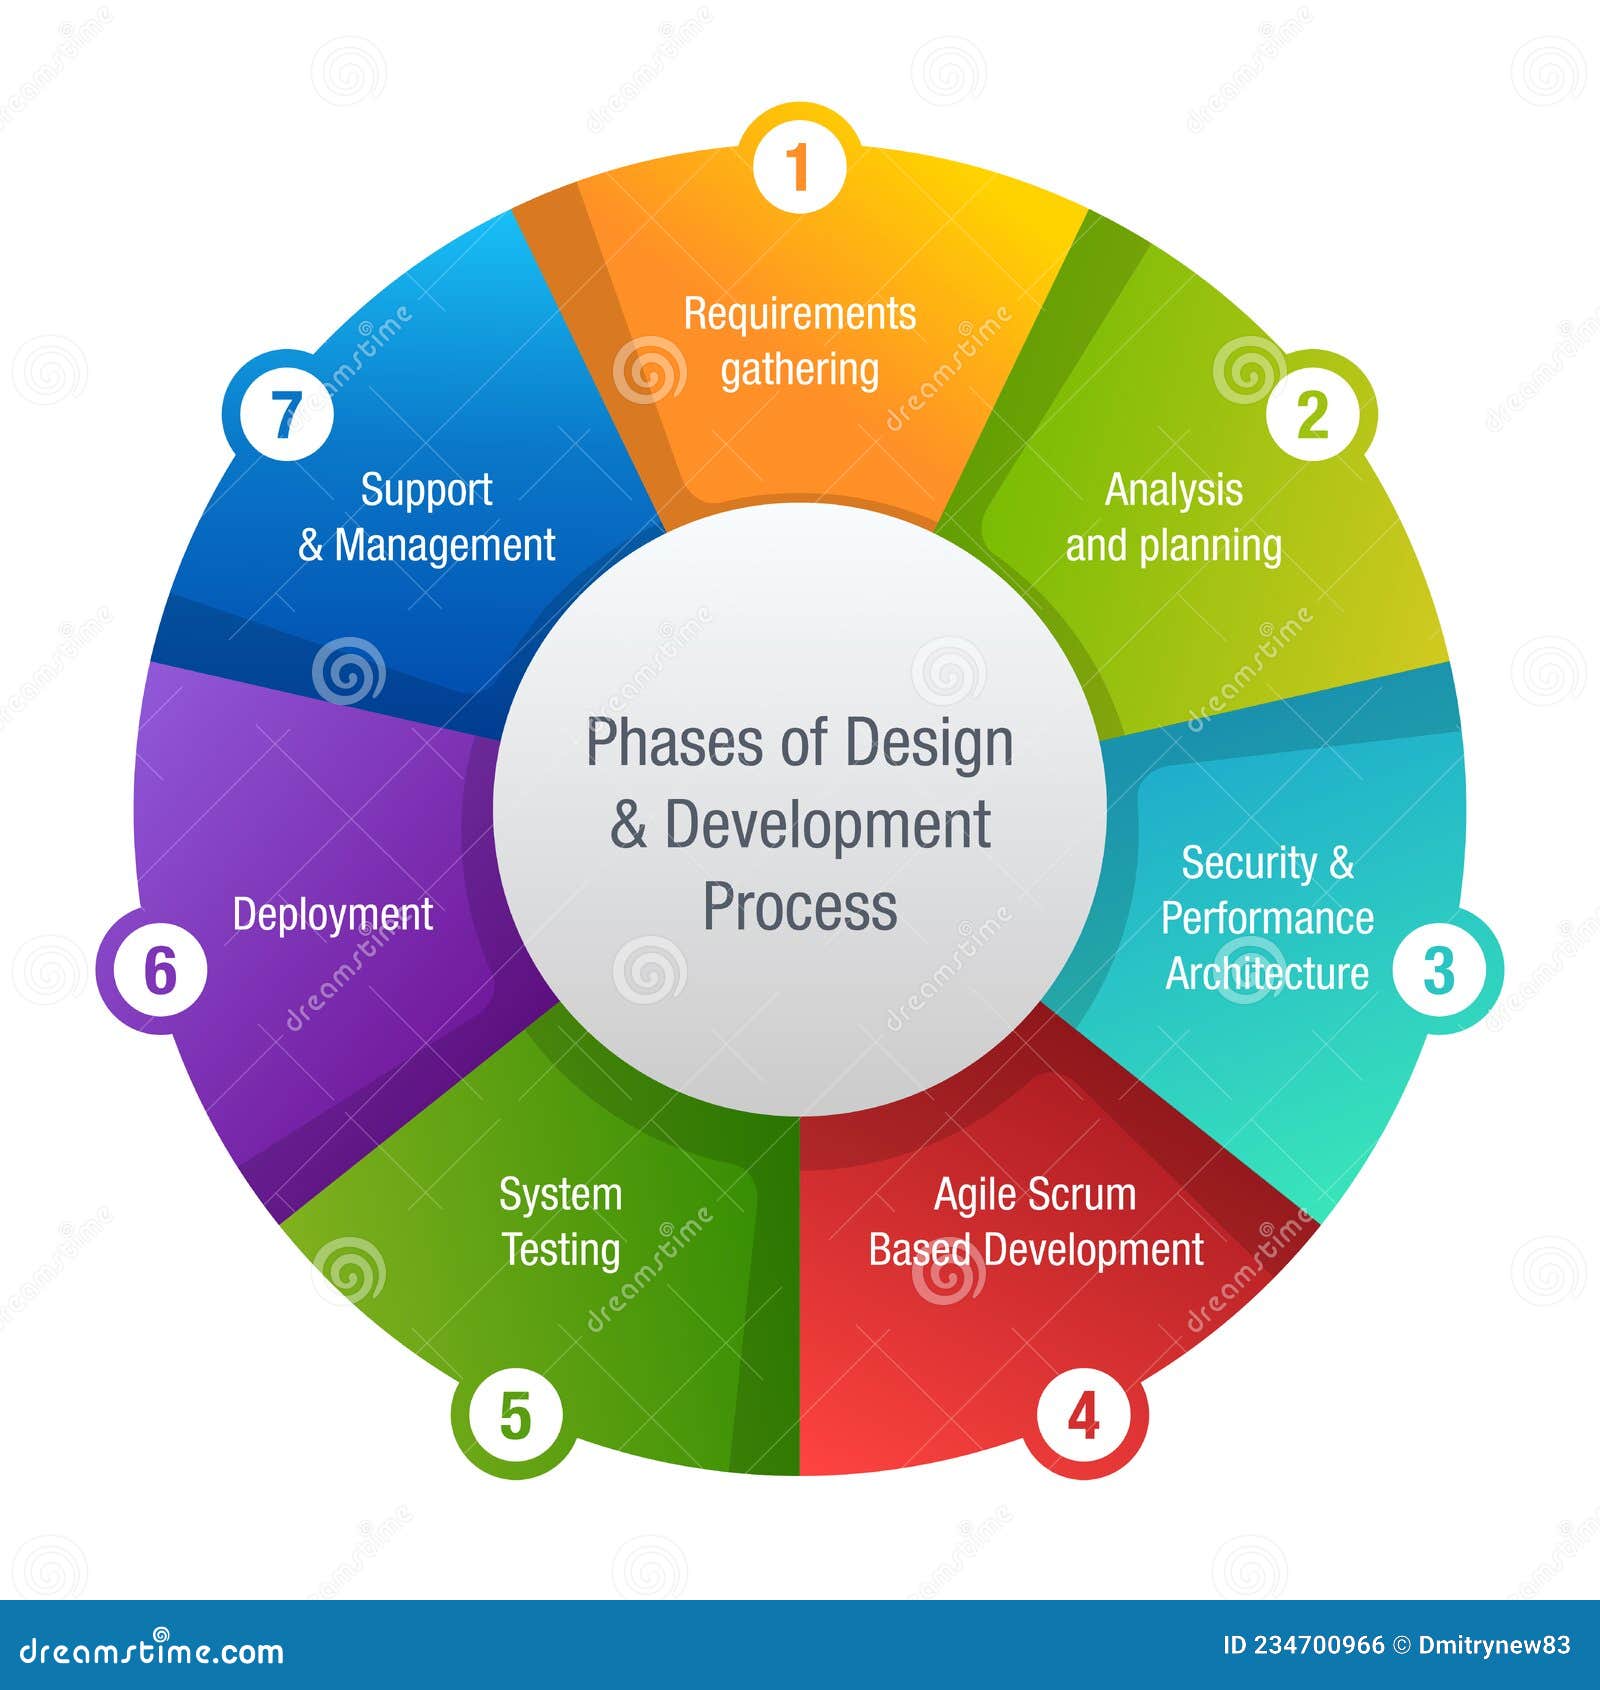 1
Requirements
gathering
2
Analysis
and planning
3
Security &
Performance
Architecture
4
Agile Scrum
Based Development
5
System
Testing
6
Deployment
7
Support
& Management
Phases of Design
& Development
Process
dreamstime.com
ID 234700966 © Dmitrynew83